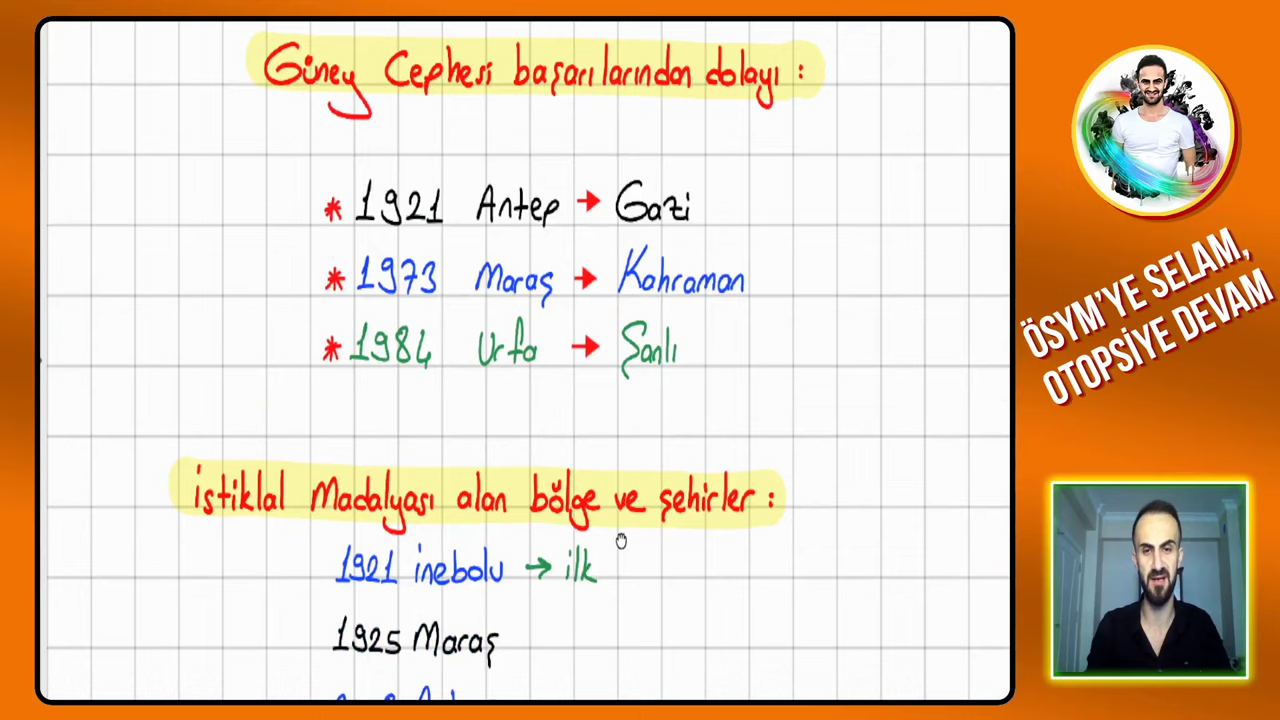 Güney Cephesi başarılarından dolayı :
* 1921 Antep → Gazi
* 1973 Maraş → Kahraman
* 1984 Urfa → Şanlı
İstiklal Madalyası alan bölge ve şehirler :
1921 İnebolu → ilk
1925 Maraş
ÖSYM'YE SELAM,
OTOPSİYE DEVAM